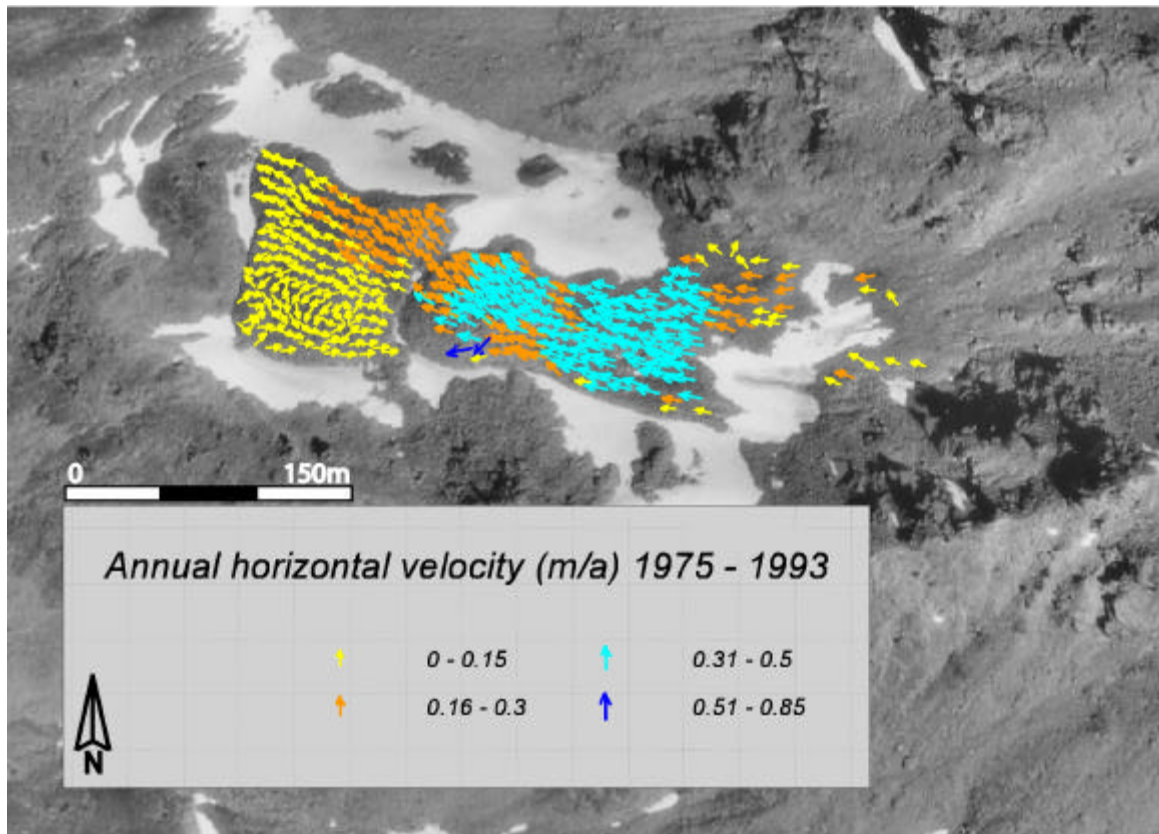 0 150m
Annual horizontal velocity (m/a) 1975 - 1993
0 - 0.15 0.31 - 0.5
0.16 - 0.3 0.51 - 0.85
N